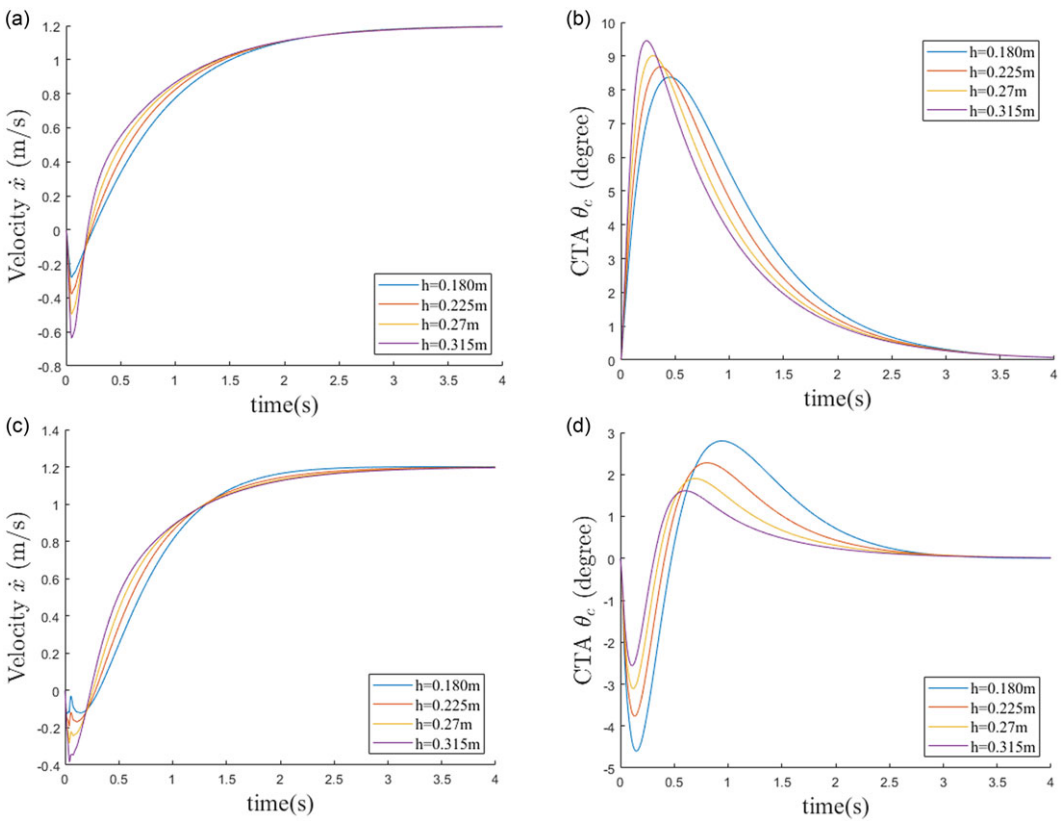 (a)
1.2
1
0.8
0.6
0.4
0.2
0
-0.2
-0.4
-0.6
-0.8
Velocity ẋ (m/s)
h=0.180m
h=0.225m
h=0.27m
h=0.315m
0 0.5 1 1.5 2 2.5 3 3.5 4
time(s)
(b)
10
9
8
7
6
5
4
3
2
1
0
CTA θc (degree)
h=0.180m
h=0.225m
h=0.27m
h=0.315m
0 0.5 1 1.5 2 2.5 3 3.5 4
time(s)
(c)
1.4
1.2
1
0.8
0.6
0.4
0.2
0
-0.2
-0.4
Velocity ẋ (m/s)
h=0.180m
h=0.225m
h=0.27m
h=0.315m
0 0.5 1 1.5 2 2.5 3 3.5 4
time(s)
(d)
3
2
1
0
-1
-2
-3
-4
-5
CTA θc (degree)
h=0.180m
h=0.225m
h=0.27m
h=0.315m
0 0.5 1 1.5 2 2.5 3 3.5 4
time(s)